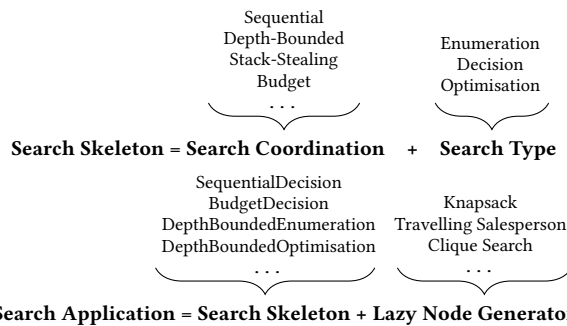 Sequential
Depth-Bounded
Stack-Stealing
Budget
. . .
Enumeration
Decision
Optimisation
Search Skeleton = Search Coordination + Search Type
SequentialDecision
BudgetDecision
DepthBoundedEnumeration
DepthBoundedOptimisation
. . .
Knapsack
Travelling Salesperson
Clique Search
. . .
Search Application = Search Skeleton + Lazy Node Generator